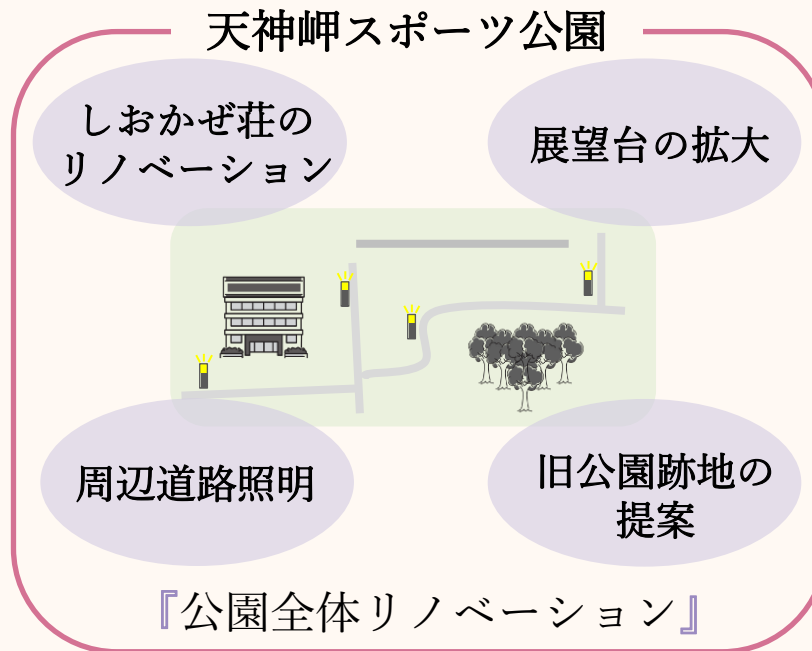 天神岬スポーツ公園
しおかぜ荘の
リノベーション
展望台の拡大
周辺道路照明
旧公園跡地の
提案
『公園全体リノベーション』